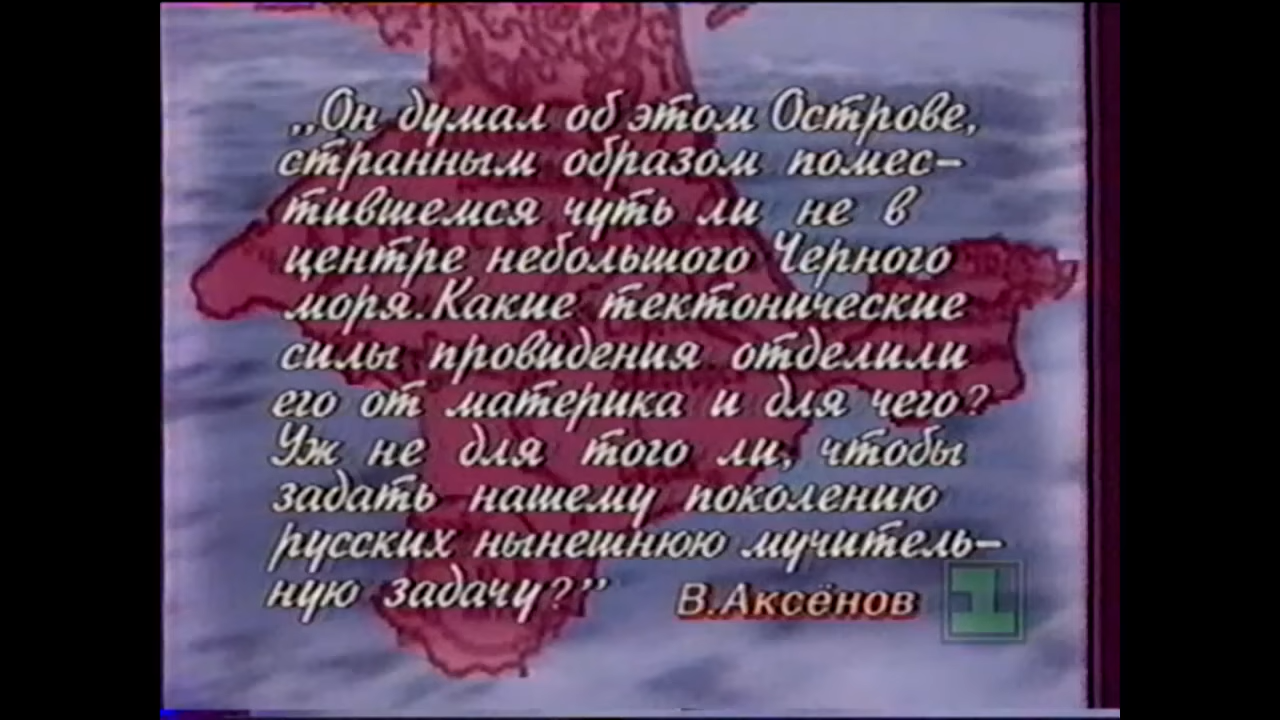 „Он думал об этом Острове,
странным образом помес-
тившемся чуть ли не в
центре небольшого Черного
моря. Какие тектонические
силы провидения отделили
его от материка и для чего?
Уж не для того ли, чтобы
задать нашему поколению
русских нынешнюю мучитель-
ную задачу?”
В.Аксёнов
1